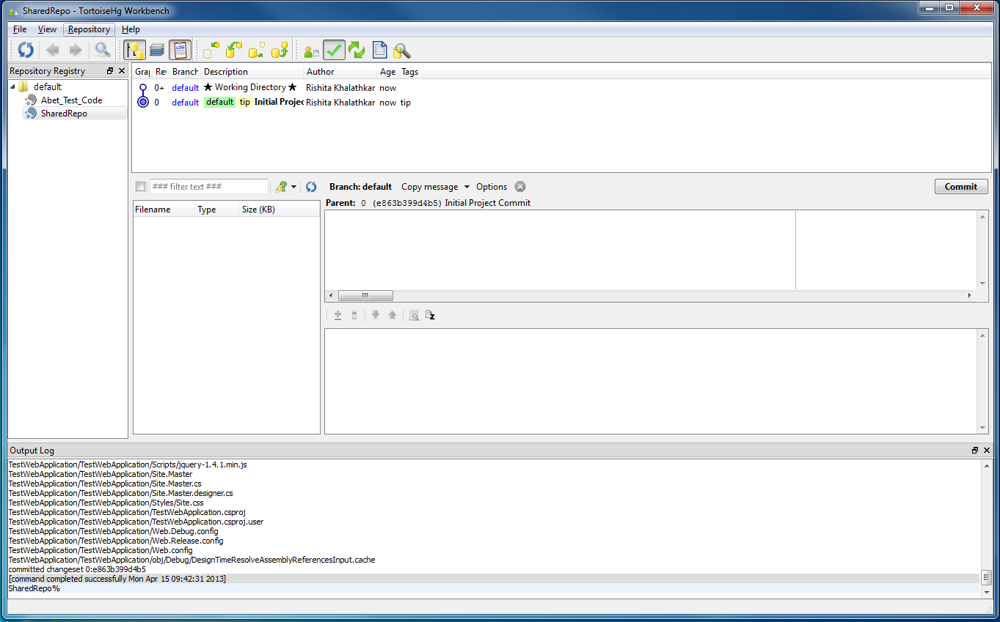 SharedRepo - TortoiseHg Workbench
File View Repository Help
LOG
Repository Registry
default
Abet_Test_Code
SharedRepo
Grap Rev Branch Description Author Age Tags
0+ default ★ Working Directory ★ Rishita Khalathkar now
0 default default tip Initial Projec Rishita Khalathkar now tip
### filter text ###
Branch: default Copy message Options Commit
Parent: 0 (e863b399d4b5) Initial Project Commit
Filename Type Size (KB)
Output Log
TestWebApplication/TestWebApplication/Scripts/jquery-1.4.1.min.js
TestWebApplication/TestWebApplication/Site.Master
TestWebApplication/TestWebApplication/Site.Master.cs
TestWebApplication/TestWebApplication/Site.Master.designer.cs
TestWebApplication/TestWebApplication/Styles/Site.css
TestWebApplication/TestWebApplication/TestWebApplication.csproj
TestWebApplication/TestWebApplication/TestWebApplication.csproj.user
TestWebApplication/TestWebApplication/Web.Debug.config
TestWebApplication/TestWebApplication/Web.Release.config
TestWebApplication/TestWebApplication/Web.config
TestWebApplication/TestWebApplication/obj/Debug/DesignTimeResolveAssemblyReferencesInput.cache
committed changeset 0:e863b399d4b5
[command completed successfully Mon Apr 15 09:42:31 2013]
SharedRepo%